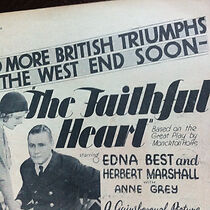 O MORE BRITISH TRIUMPHS
THE WEST END SOON-
The Faithful
Heart"
Based on the
Great Play by
Monckton Hoffe
starring
EDNA BEST and
HERBERT MARSHALL
with
ANNE GREY
A Gainsborough Picture